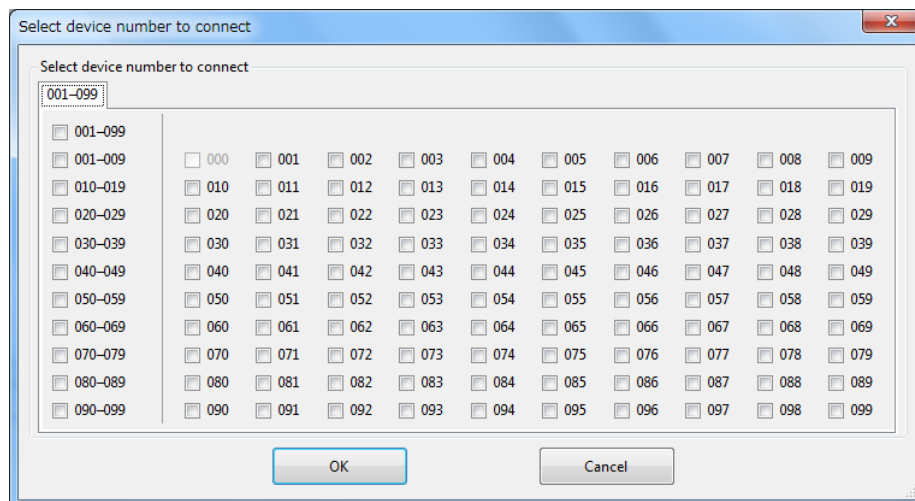 Select device number to connect
Select device number to connect
001–099
001–099
001–009 000 001 002 003 004 005 006 007 008 009
010–019 010 011 012 013 014 015 016 017 018 019
020–029 020 021 022 023 024 025 026 027 028 029
030–039 030 031 032 033 034 035 036 037 038 039
040–049 040 041 042 043 044 045 046 047 048 049
050–059 050 051 052 053 054 055 056 057 058 059
060–069 060 061 062 063 064 065 066 067 068 069
070–079 070 071 072 073 074 075 076 077 078 079
080–089 080 081 082 083 084 085 086 087 088 089
090–099 090 091 092 093 094 095 096 097 098 099
OK Cancel